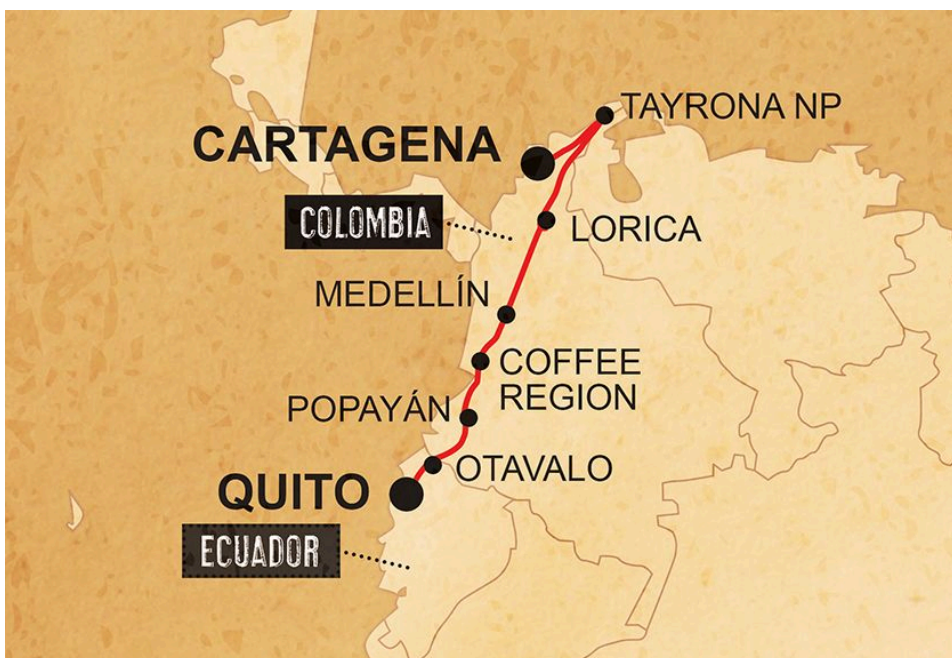 TAYRONA NP
CARTAGENA
COLOMBIA
LORICA
MEDELLÍN
COFFEE
REGION
POPAYÁN
OTAVALO
QUITO
ECUADOR